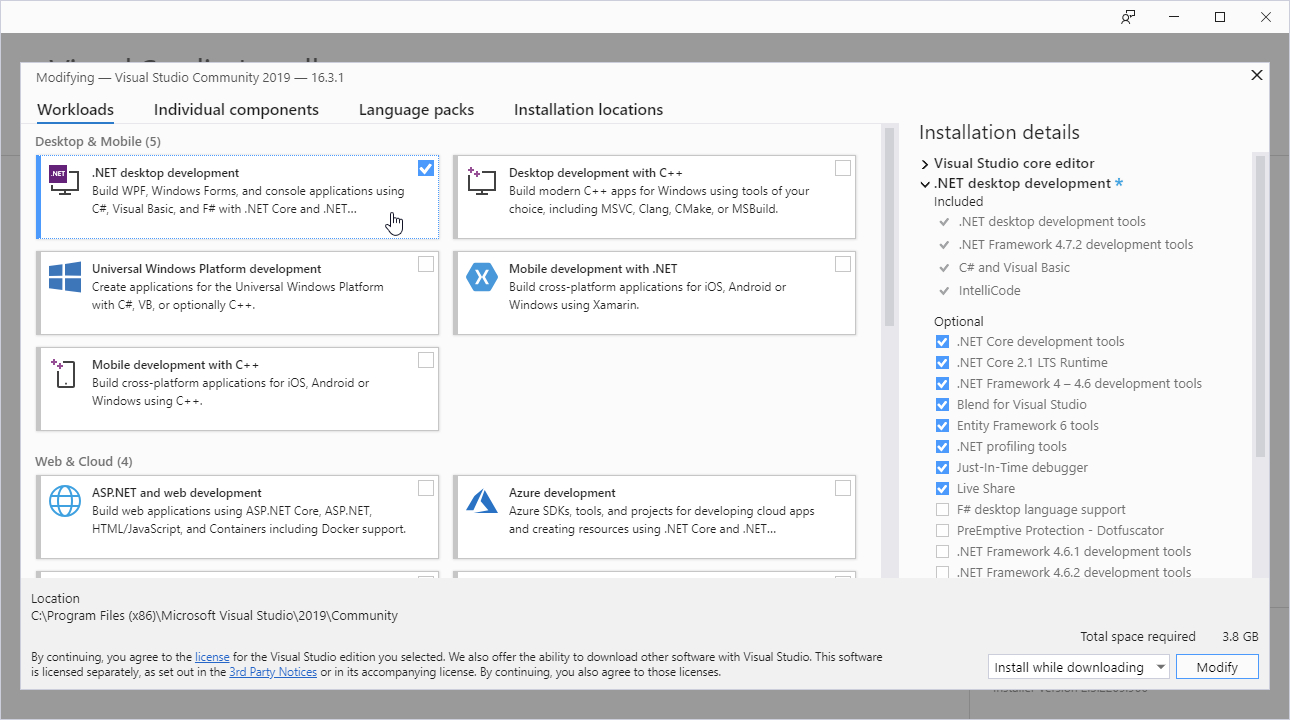 Modifying — Visual Studio Community 2019 — 16.3.1
Workloads
Individual components
Language packs
Installation locations
Desktop & Mobile (5)
.NET
.NET desktop development
Build WPF, Windows Forms, and console applications using
C#, Visual Basic, and F# with .NET Core and .NET...
Desktop development with C++
Build modern C++ apps for Windows using tools of your
choice, including MSVC, Clang, CMake, or MSBuild.
Universal Windows Platform development
Create applications for the Universal Windows Platform
with C#, VB, or optionally C++.
Mobile development with .NET
Build cross-platform applications for iOS, Android or
Windows using Xamarin.
Mobile development with C++
Build cross-platform applications for iOS, Android or
Windows using C++.
Web & Cloud (4)
ASP.NET and web development
Build web applications using ASP.NET Core, ASP.NET,
HTML/JavaScript, and Containers including Docker support.
Azure development
Azure SDKs, tools, and projects for developing cloud apps
and creating resources using .NET Core and .NET...
Installation details
Visual Studio core editor
.NET desktop development *
Included
.NET desktop development tools
.NET Framework 4.7.2 development tools
C# and Visual Basic
IntelliCode
Optional
.NET Core development tools
.NET Core 2.1 LTS Runtime
.NET Framework 4 – 4.6 development tools
Blend for Visual Studio
Entity Framework 6 tools
.NET profiling tools
Just-In-Time debugger
Live Share
F# desktop language support
PreEmptive Protection - Dotfuscator
.NET Framework 4.6.1 development tools
.NET Framework 4.6.2 development tools
Location
C:\Program Files (x86)\Microsoft Visual Studio\2019\Community
Total space required 3.8 GB
By continuing, you agree to the license for the Visual Studio edition you selected. We also offer the ability to download other software with Visual Studio. This software
is licensed separately, as set out in the 3rd Party Notices or in its accompanying license. By continuing, you also agree to those licenses.
Install while downloading
Modify